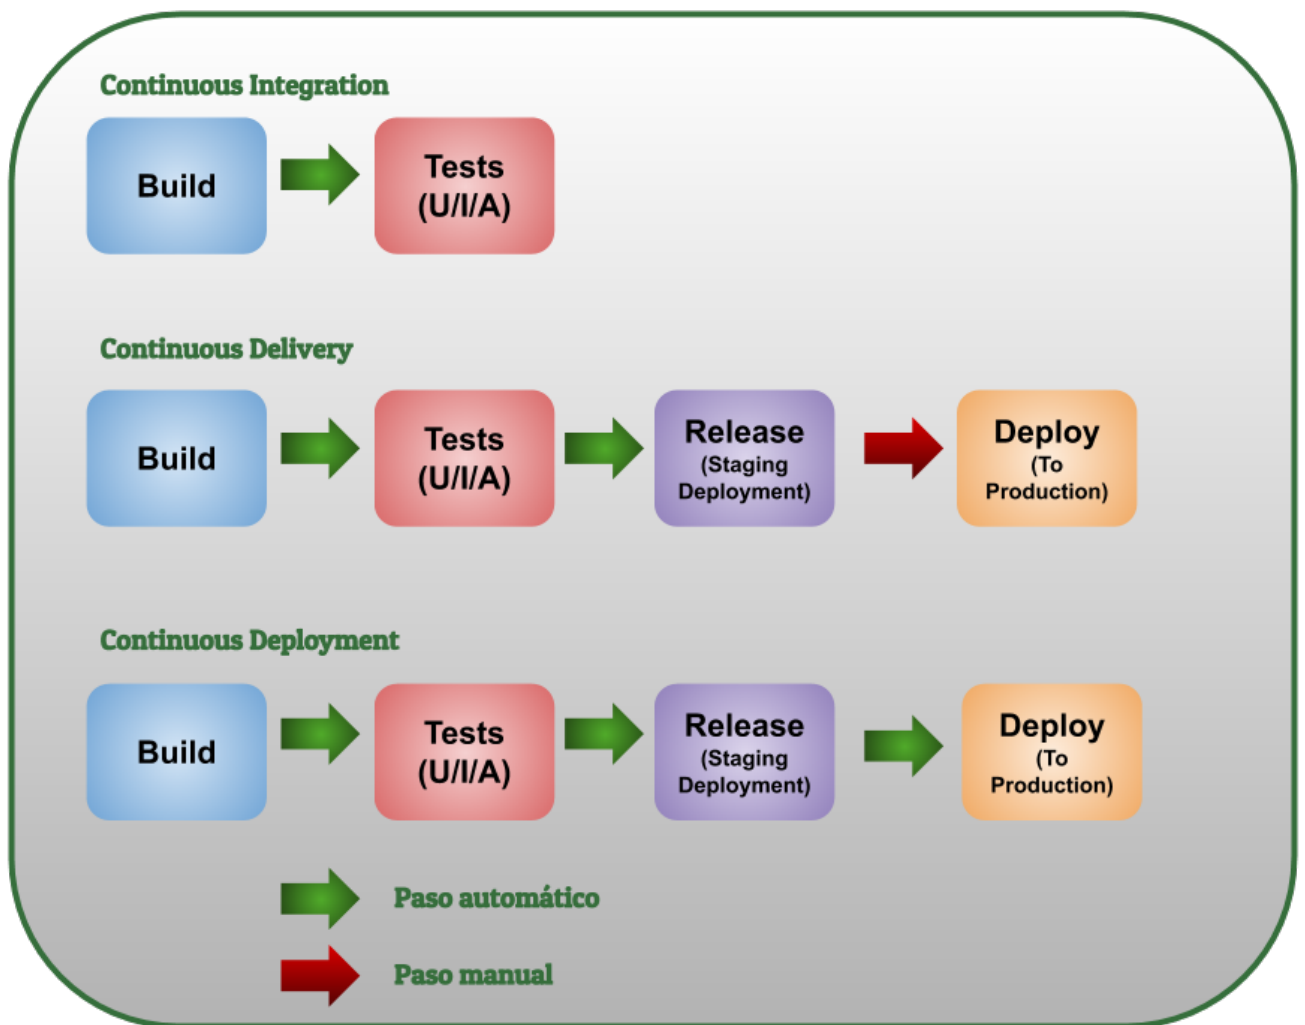 Continuous Integration
Build
Tests
(U/I/A)
Continuous Delivery
Build
Tests
(U/I/A)
Release
(Staging
Deployment)
Deploy
(To
Production)
Continuous Deployment
Build
Tests
(U/I/A)
Release
(Staging
Deployment)
Deploy
(To
Production)
Paso automático
Paso manual